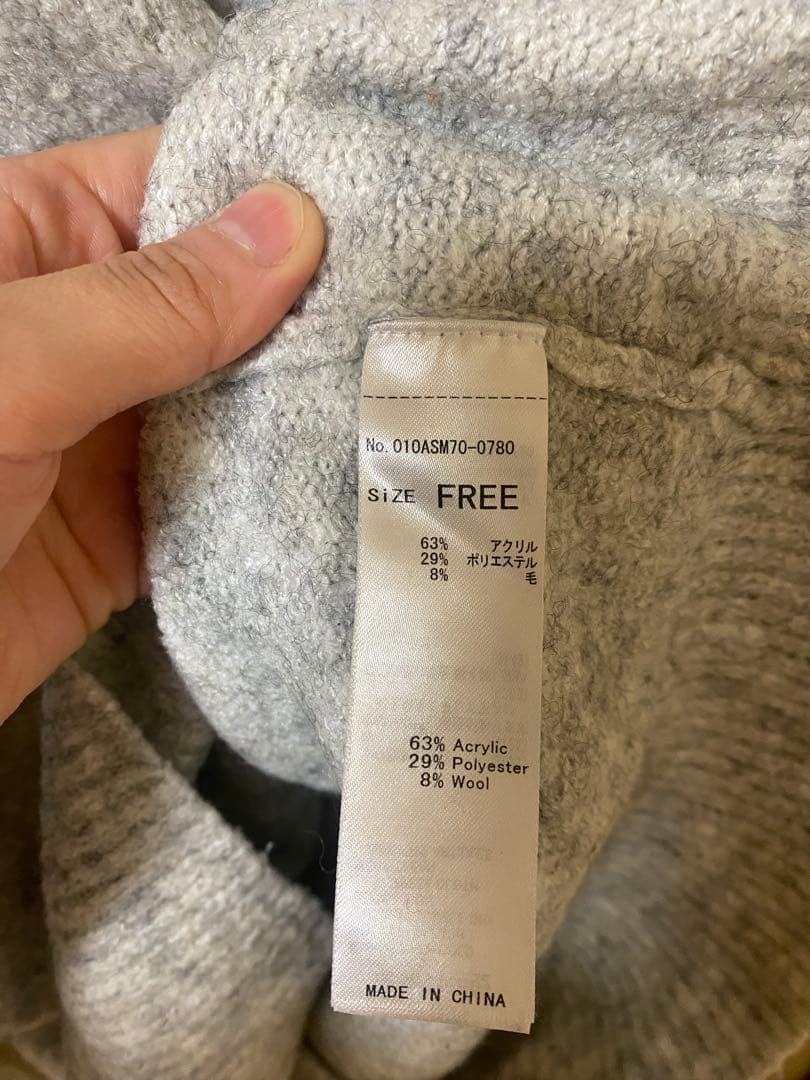 No. 010ASM70-0780
SiZE FREE
63% アクリル
29% ポリエステル
8% 毛
63% Acrylic
29% Polyester
8% Wool
MADE IN CHINA